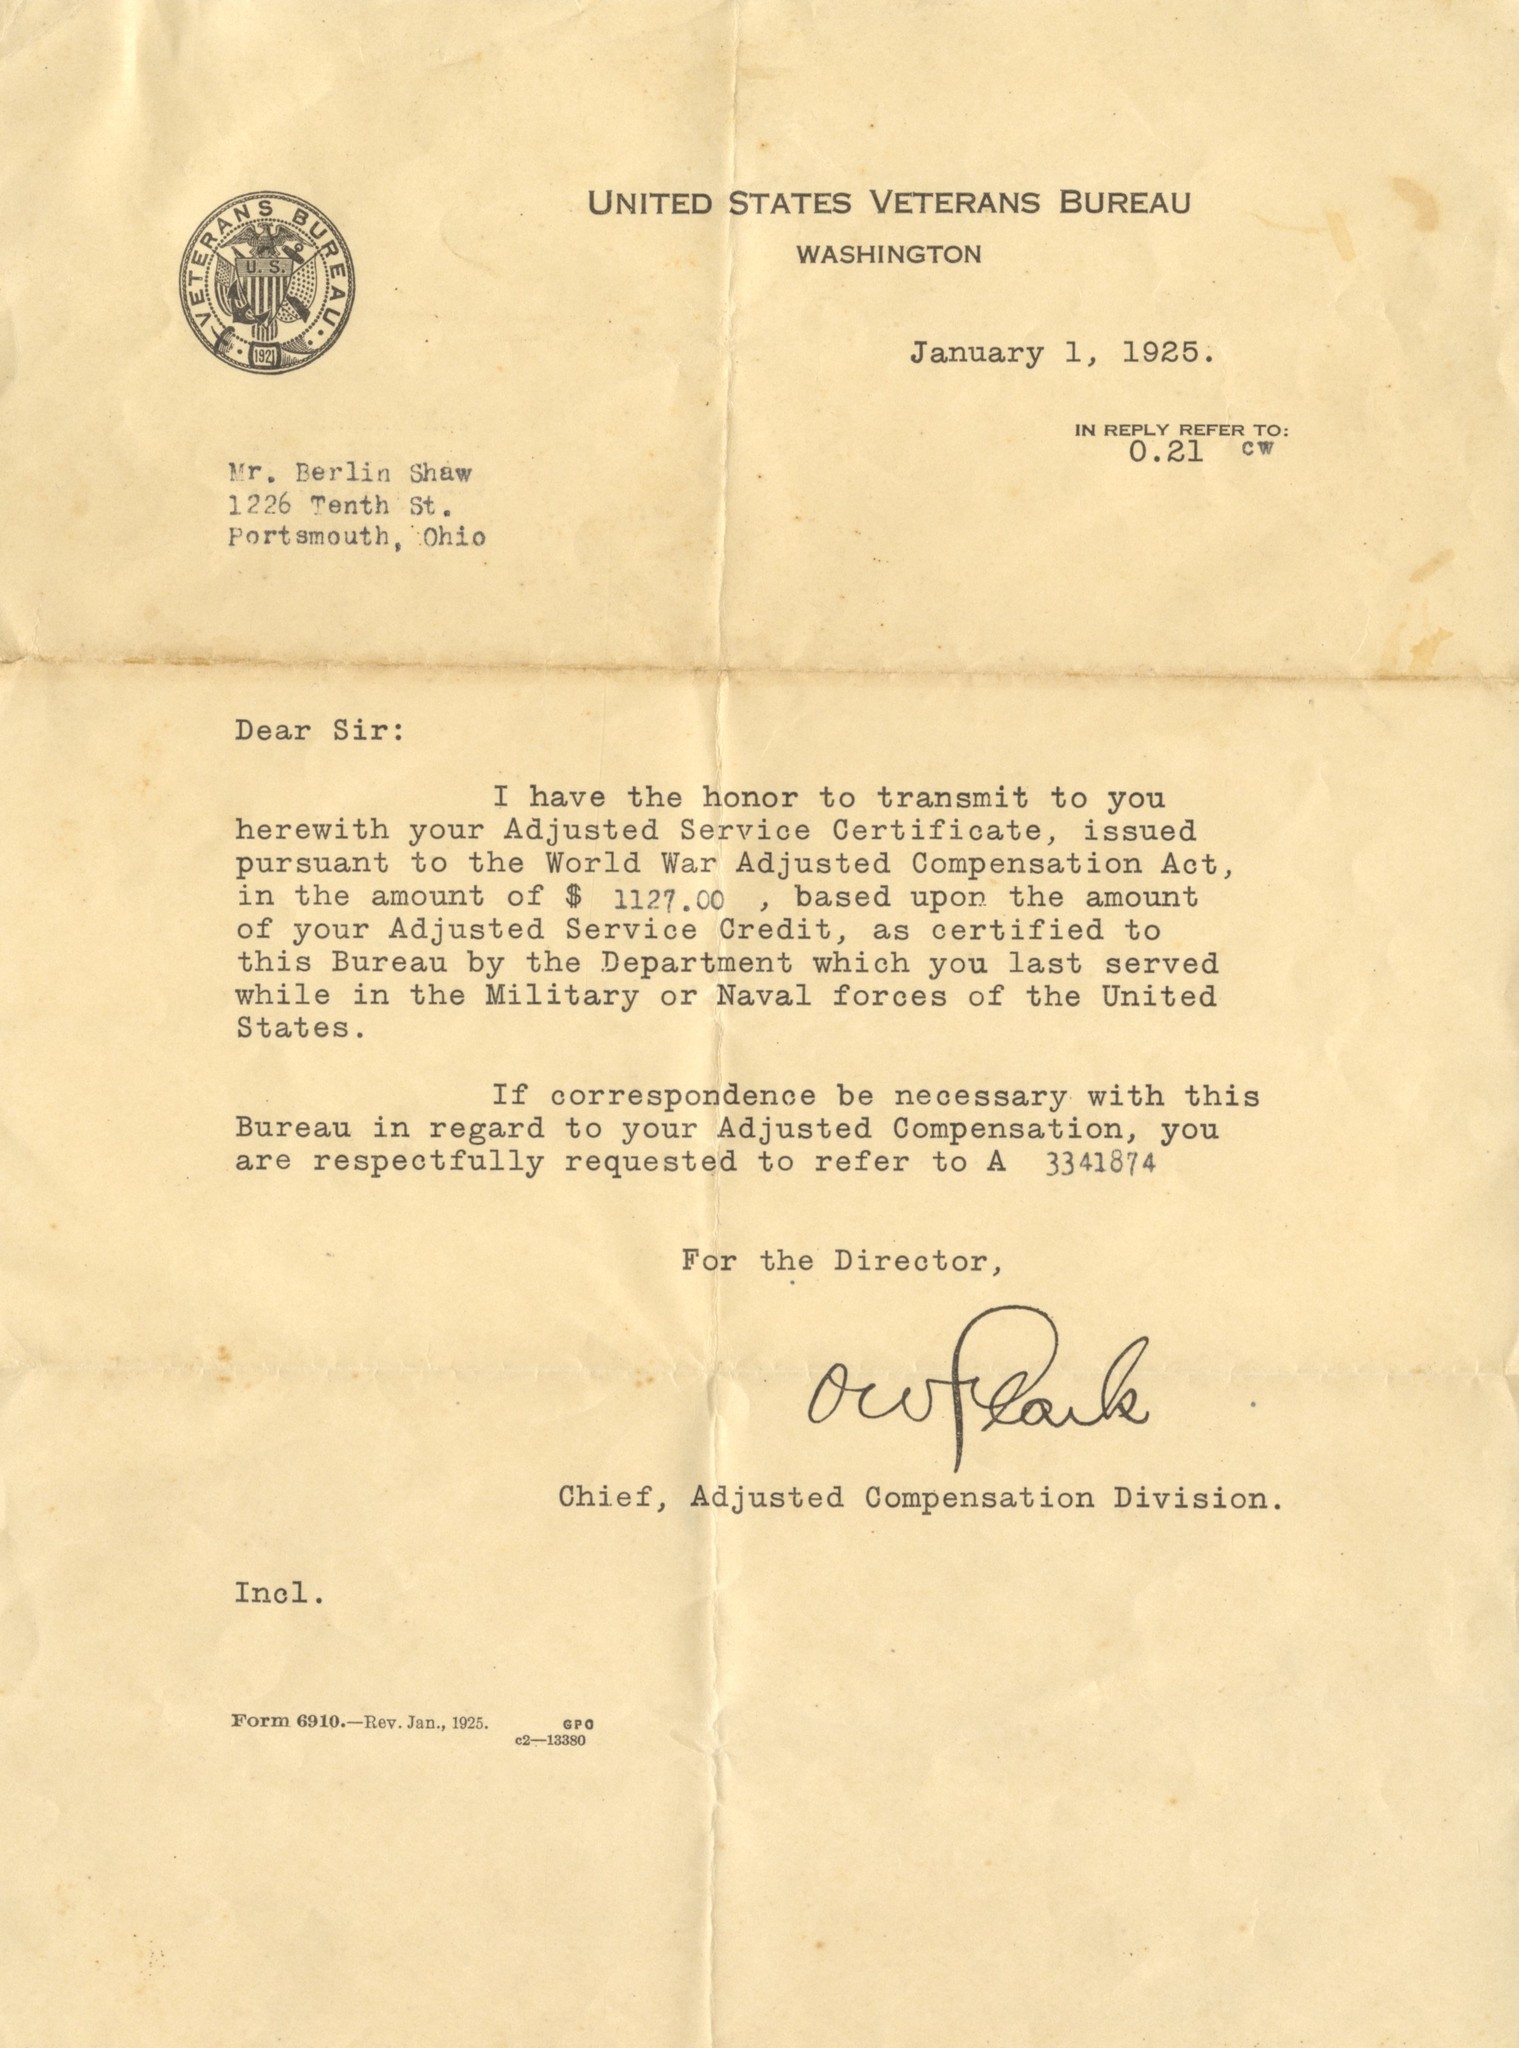 VETERANS BUREAU
U.S.
1921
UNITED STATES VETERANS BUREAU
WASHINGTON
January 1, 1925.
IN REPLY REFER TO:
0.21 CW
Mr. Berlin Shaw
1226 Tenth St.
Portsmouth, Ohio
Dear Sir:
I have the honor to transmit to you
herewith your Adjusted Service Certificate, issued
pursuant to the World War Adjusted Compensation Act,
in the amount of $ 1127.00 , based upon the amount
of your Adjusted Service Credit, as certified to
this Bureau by the Department which you last served
while in the Military or Naval forces of the United
States.
If correspondence be necessary with this
Bureau in regard to your Adjusted Compensation, you
are respectfully requested to refer to A 3341874
For the Director,
OW Clark
Chief, Adjusted Compensation Division.
Incl.
Form 6910.—Rev. Jan., 1925. GPO
c2—13380